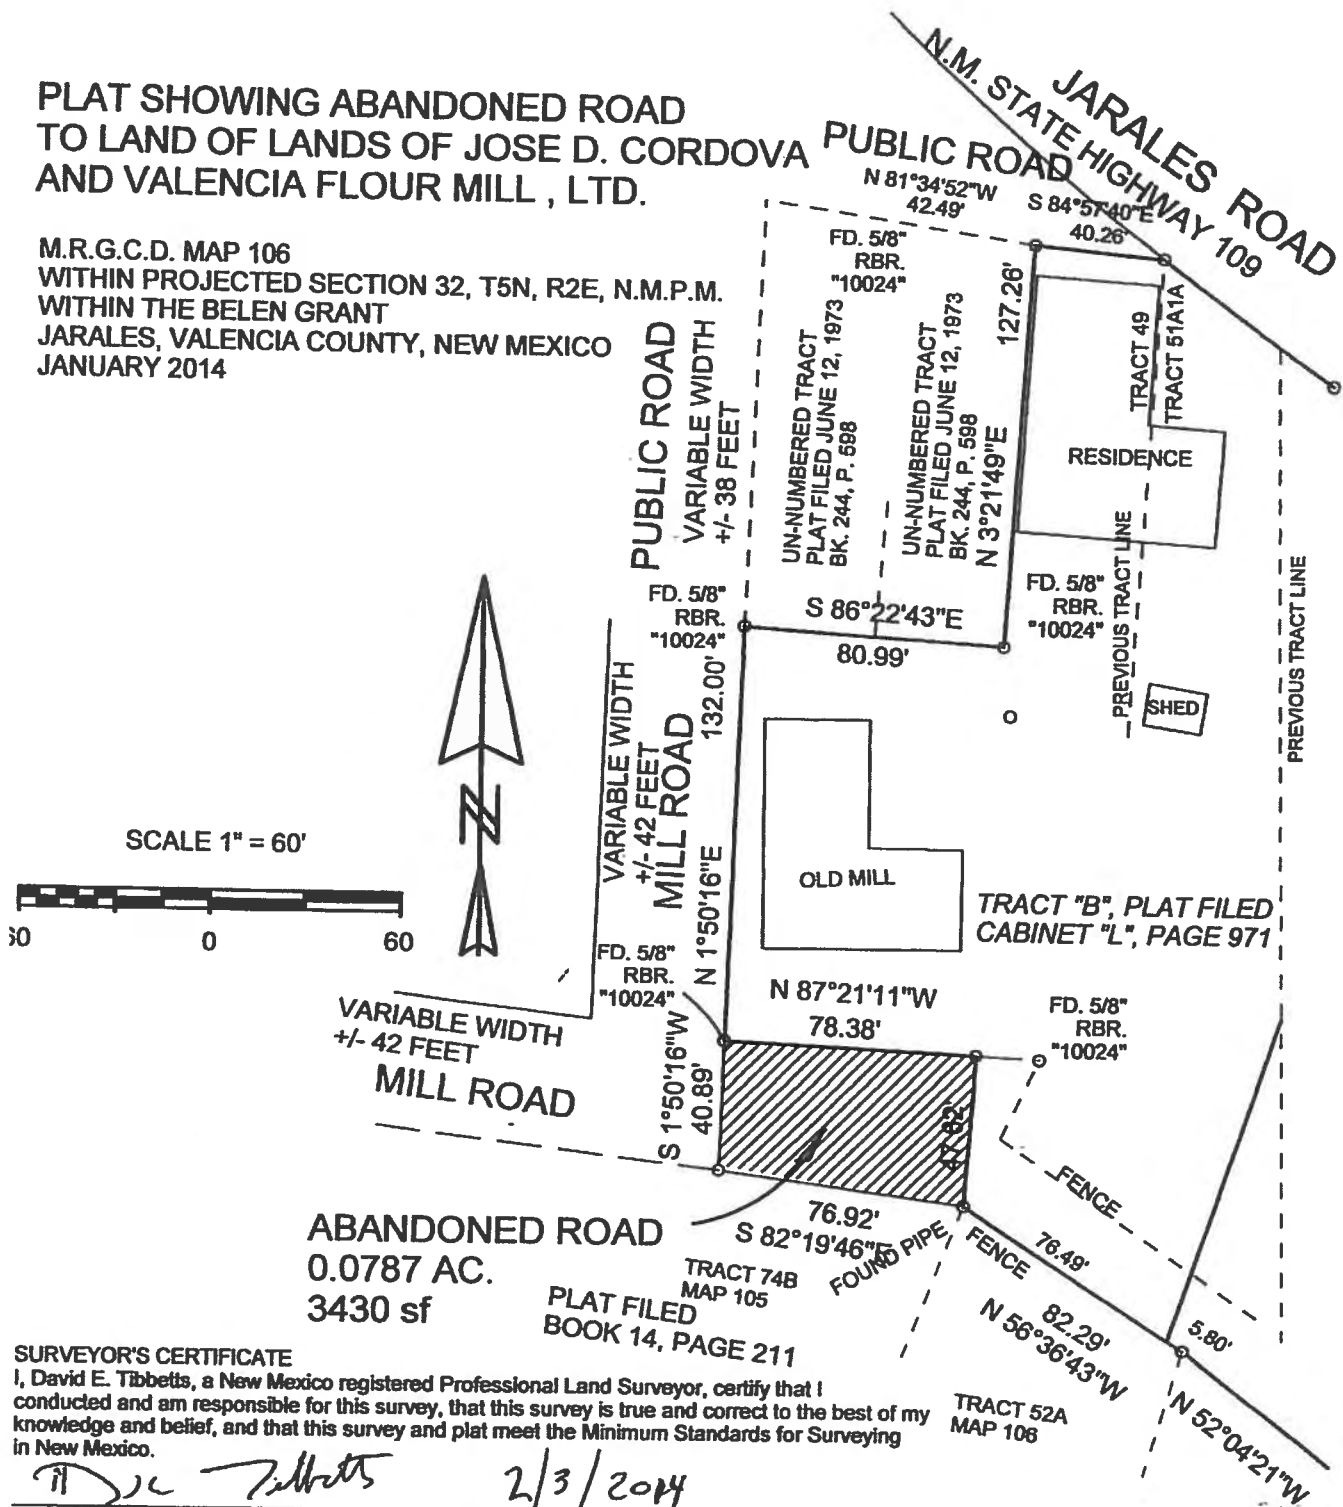 PLAT SHOWING ABANDONED ROAD
TO LAND OF LANDS OF JOSE D. CORDOVA
AND VALENCIA FLOUR MILL , LTD.
M.R.G.C.D. MAP 106
WITHIN PROJECTED SECTION 32, T5N, R2E, N.M.P.M.
WITHIN THE BELEN GRANT
JARALES, VALENCIA COUNTY, NEW MEXICO
JANUARY 2014
JARALES ROAD
N.M. STATE HIGHWAY 109
PUBLIC ROAD
N 81°34'52"W
42.49'
S 84°57'40"E
40.26'
FD. 5/8"
RBR.
"10024"
127.26'
N 3°21'49"E
TRACT 49
TRACT 51A1A
RESIDENCE
UN-NUMBERED TRACT
PLAT FILED JUNE 12, 1973
BK. 244, P. 598
UN-NUMBERED TRACT
PLAT FILED JUNE 12, 1973
BK. 244, P. 598
PUBLIC ROAD
VARIABLE WIDTH
+/- 38 FEET
FD. 5/8"
RBR.
"10024"
S 86°22'43"E
80.99'
FD. 5/8"
RBR.
"10024"
PREVIOUS TRACT LINE
PREVIOUS TRACT LINE
SHED
VARIABLE WIDTH
+/- 42 FEET
MILL ROAD
132.00'
N 1°50'16"E
N
SCALE 1" = 60'
60
0
60
OLD MILL
TRACT "B", PLAT FILED
CABINET "L", PAGE 971
FD. 5/8"
RBR.
"10024"
N 87°21'11"W
78.38'
FD. 5/8"
RBR.
"10024"
VARIABLE WIDTH
+/- 42 FEET
MILL ROAD
S 1°50'16"W
40.89'
47.62'
FENCE
ABANDONED ROAD
0.0787 AC.
3430 sf
76.92'
S 82°19'46"E
FOUND PIPE
FENCE
76.49'
82.29'
N 56°36'43"W
5.80'
N 52°04'21"W
TRACT 74B
MAP 105
PLAT FILED
BOOK 14, PAGE 211
TRACT 52A
MAP 106
SURVEYOR'S CERTIFICATE
I, David E. Tibbetts, a New Mexico registered Professional Land Surveyor, certify that I
conducted and am responsible for this survey, that this survey is true and correct to the best of my
knowledge and belief, and that this survey and plat meet the Minimum Standards for Surveying
in New Mexico.
2/3/2014